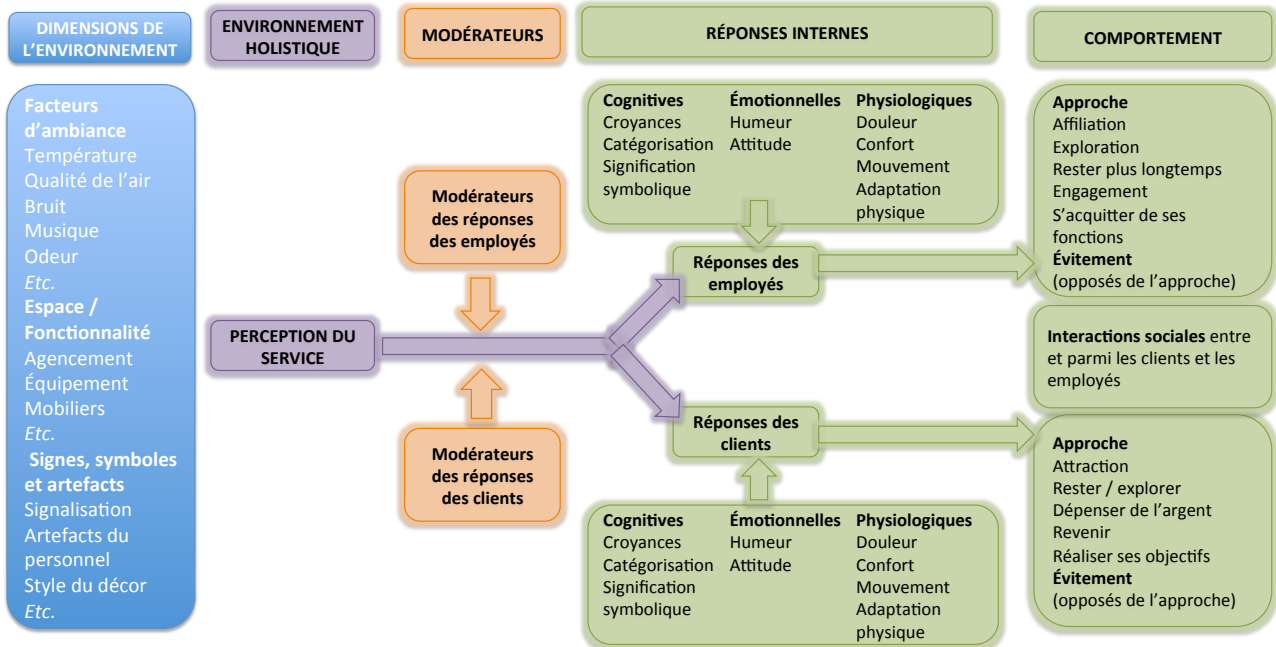 DIMENSIONS DE
L’ENVIRONNEMENT
ENVIRONNEMENT
HOLISTIQUE
MODÉRATEURS
RÉPONSES INTERNES
COMPORTEMENT
Facteurs
d’ambiance
Température
Qualité de l’air
Bruit
Musique
Odeur
Etc.
Espace /
Fonctionnalité
Agencement
Équipement
Mobiliers
Etc.
Signes, symboles
et artefacts
Signalisation
Artefacts du
personnel
Style du décor
Etc.
PERCEPTION DU
SERVICE
Modérateurs
des réponses
des employés
Modérateurs
des réponses
des clients
Cognitives
Croyances
Catégorisation
Signification
symbolique
Émotionnelles
Humeur
Attitude
Physiologiques
Douleur
Confort
Mouvement
Adaptation
physique
Réponses des
employés
Réponses des
clients
Cognitives
Croyances
Catégorisation
Signification
symbolique
Émotionnelles
Humeur
Attitude
Physiologiques
Douleur
Confort
Mouvement
Adaptation
physique
Approche
Affiliation
Exploration
Rester plus longtemps
Engagement
S’acquitter de ses
fonctions
Évitement
(opposés de l’approche)
Interactions sociales entre
et parmi les clients et les
employés
Approche
Attraction
Rester / explorer
Dépenser de l’argent
Revenir
Réaliser ses objectifs
Évitement
(opposés de l’approche)